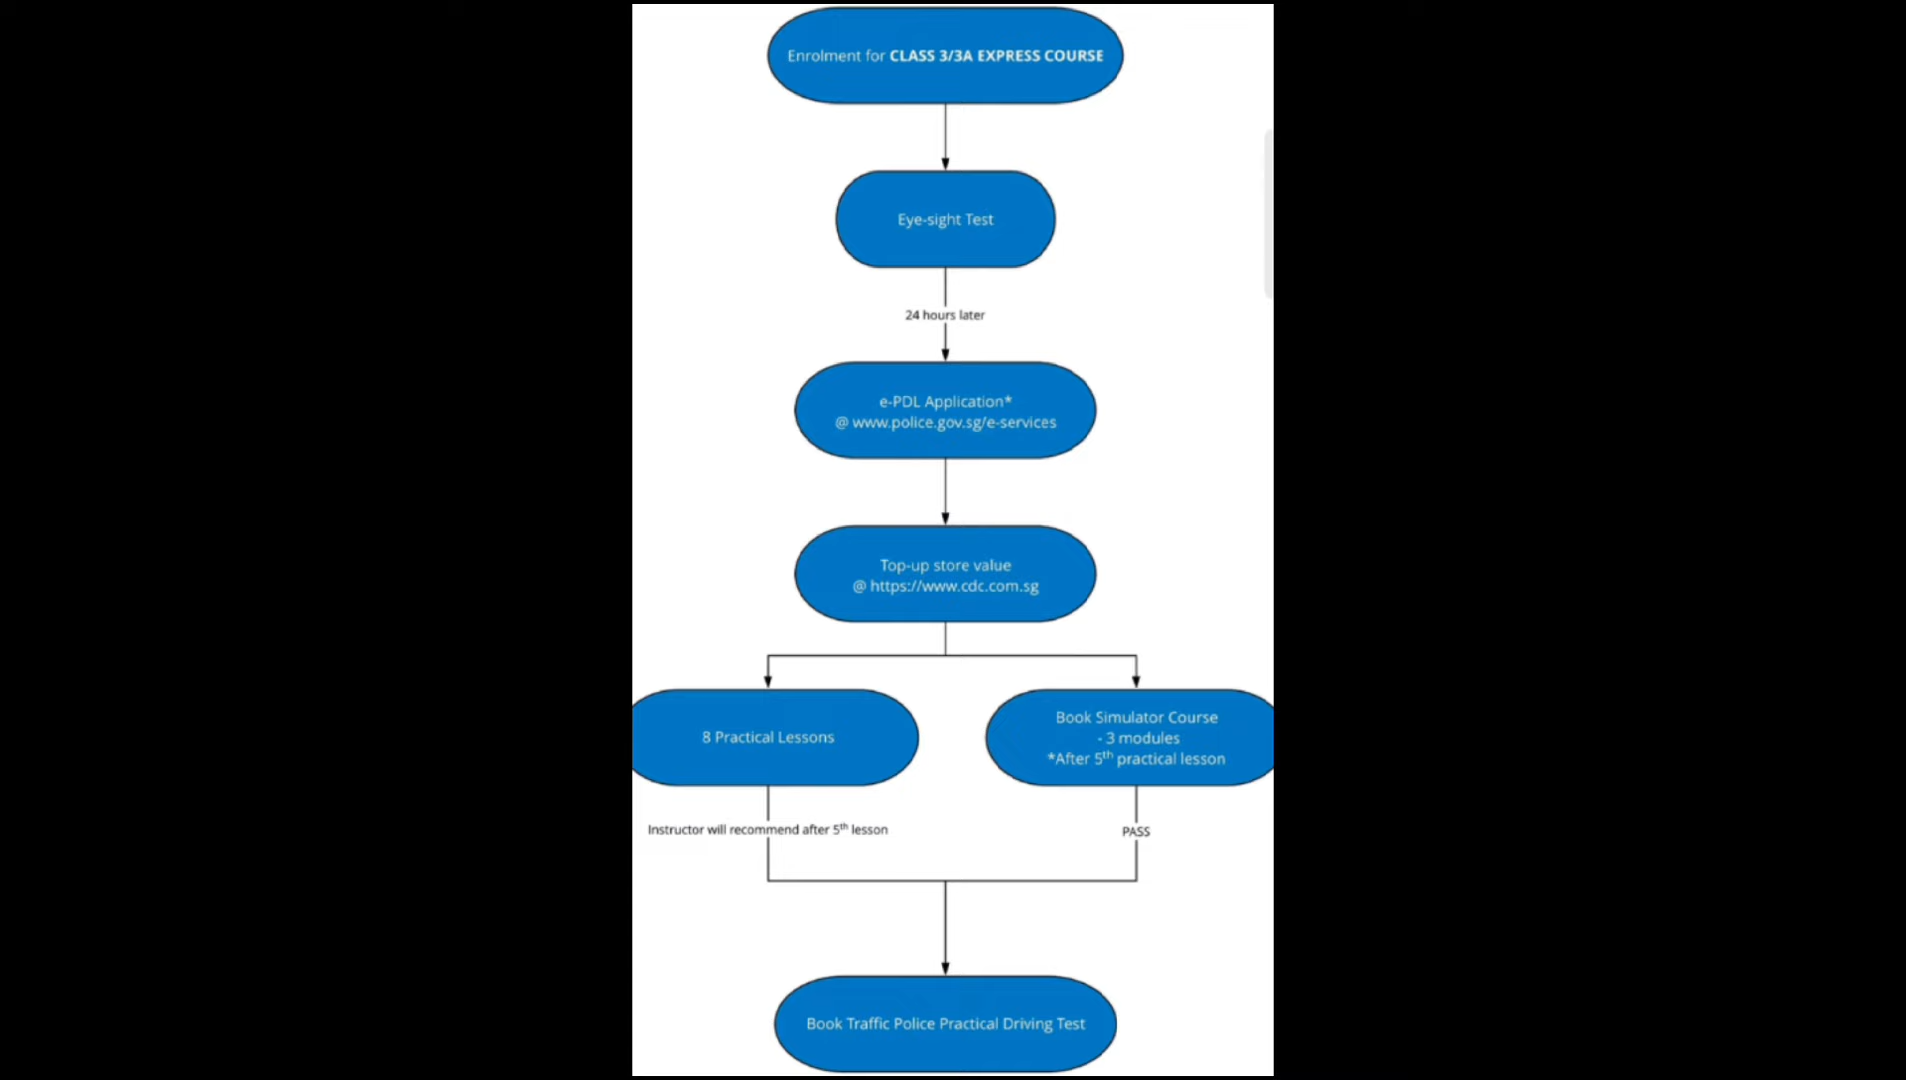 Enrolment for CLASS 3/3A EXPRESS COURSE
Eye-sight Test
24 hours later
e-PDL Application*
@ www.police.gov.sg/e-services
Top-up store value
@ https://www.cdc.com.sg
8 Practical Lessons
Book Simulator Course
- 3 modules
*After 5th practical lesson
Instructor will recommend after 5th lesson
PASS
Book Traffic Police Practical Driving Test